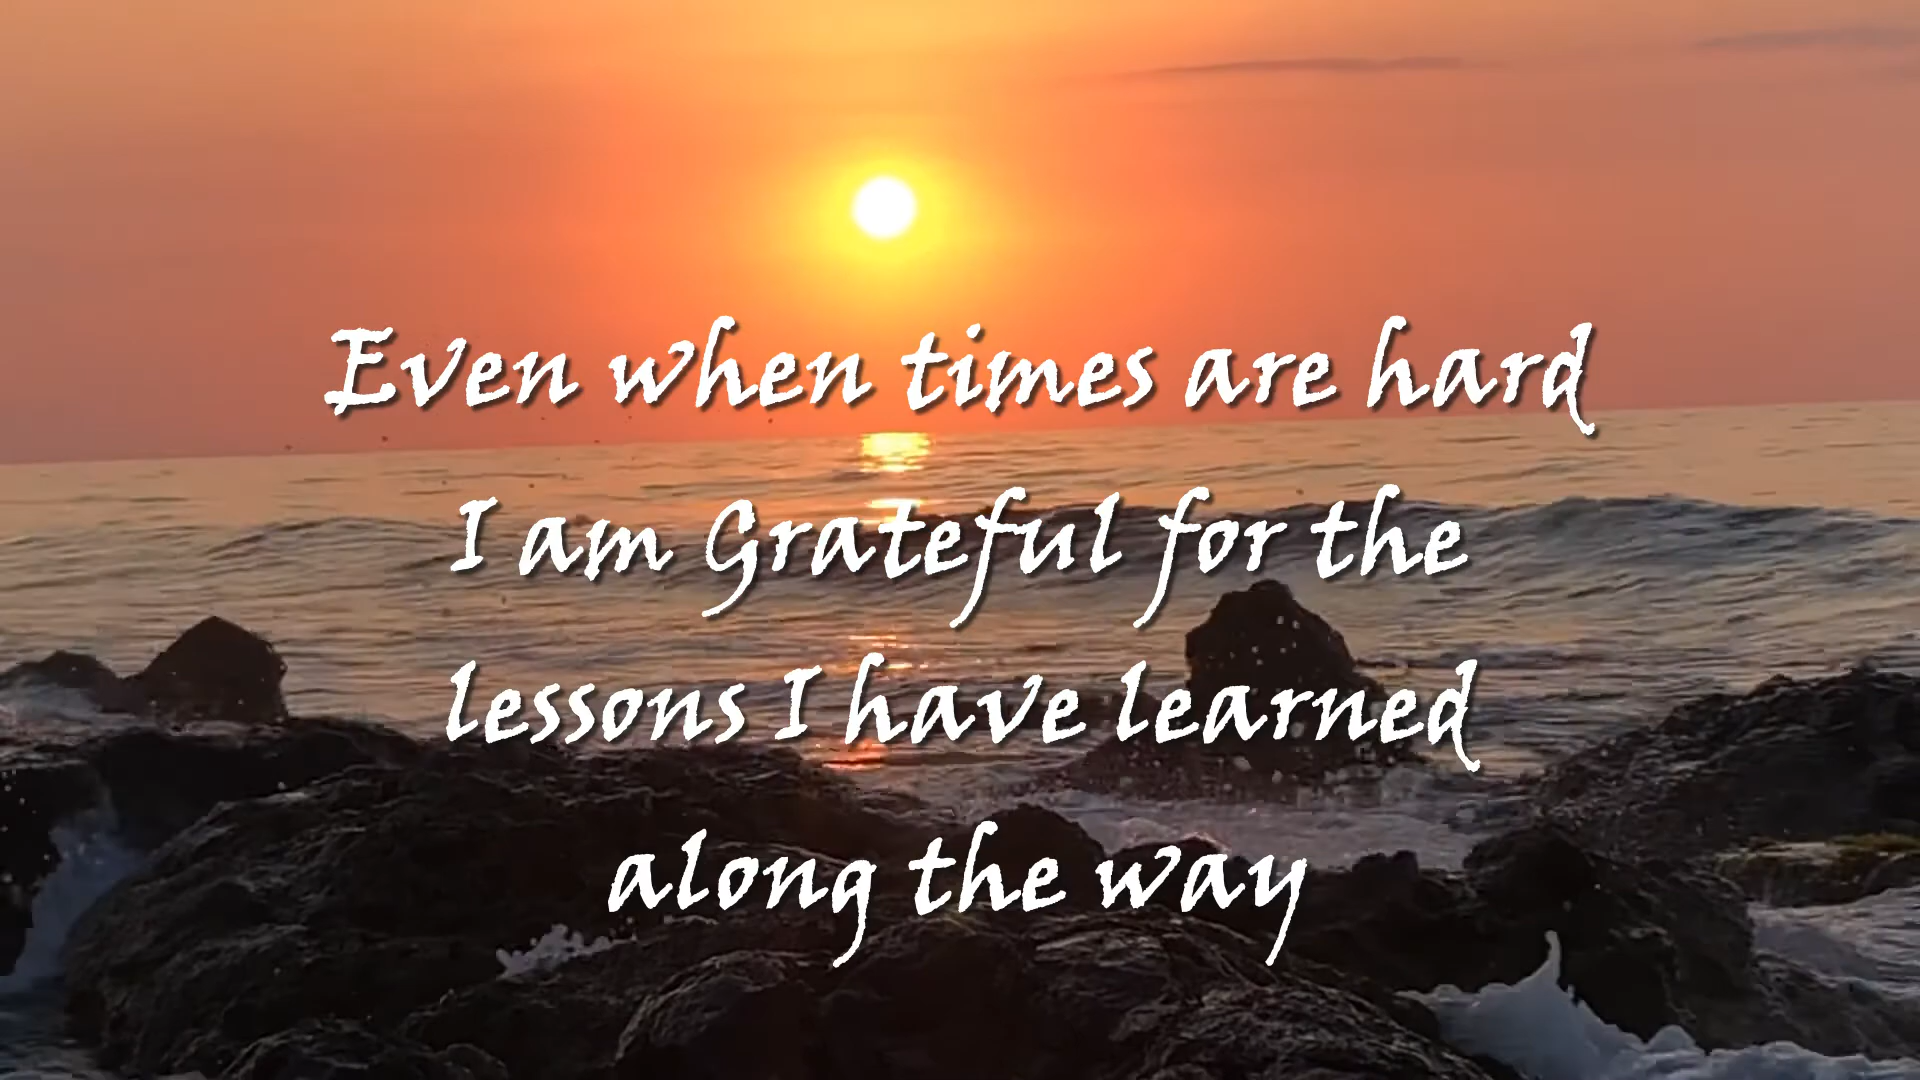 Even when times are hard
I am Grateful for the
lessons I have learned
along the way